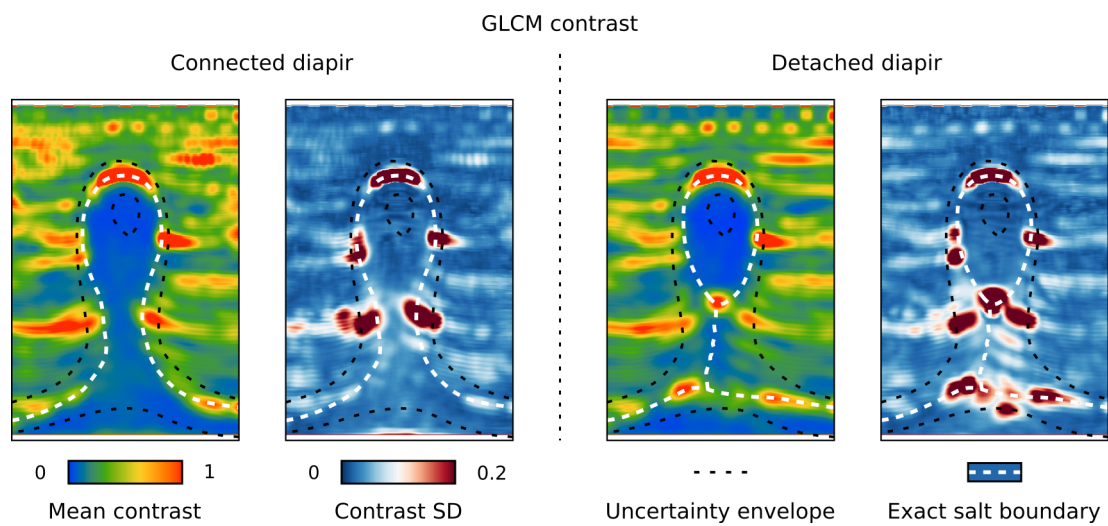 GLCM contrast
Connected diapir
Detached diapir
0 1
Mean contrast
0 0.2
Contrast SD
Uncertainty envelope
Exact salt boundary